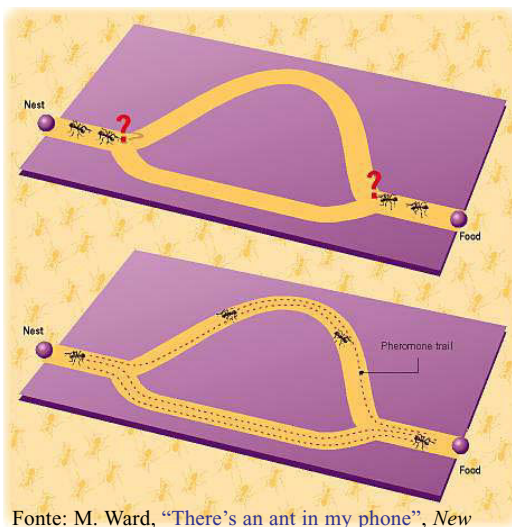 Nest
?
?
Food
Nest
Pheromone trail
Food
Fonte: M. Ward, “There’s an ant in my phone”, New